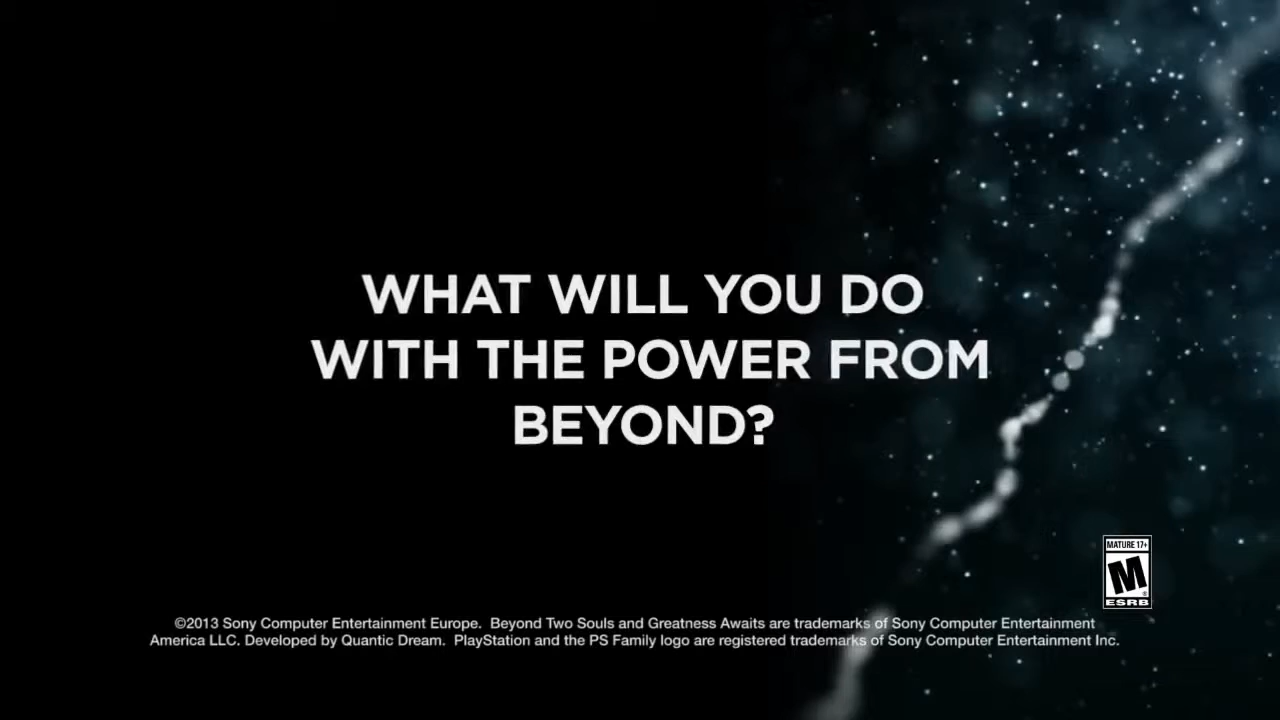 WHAT WILL YOU DO
WITH THE POWER FROM
BEYOND?
MATURE 17+
M
®
ESRB
©2013 Sony Computer Entertainment Europe.  Beyond Two Souls and Greatness Awaits are trademarks of Sony Computer Entertainment
America LLC. Developed by Quantic Dream.  PlayStation and the PS Family logo are registered trademarks of Sony Computer Entertainment Inc.